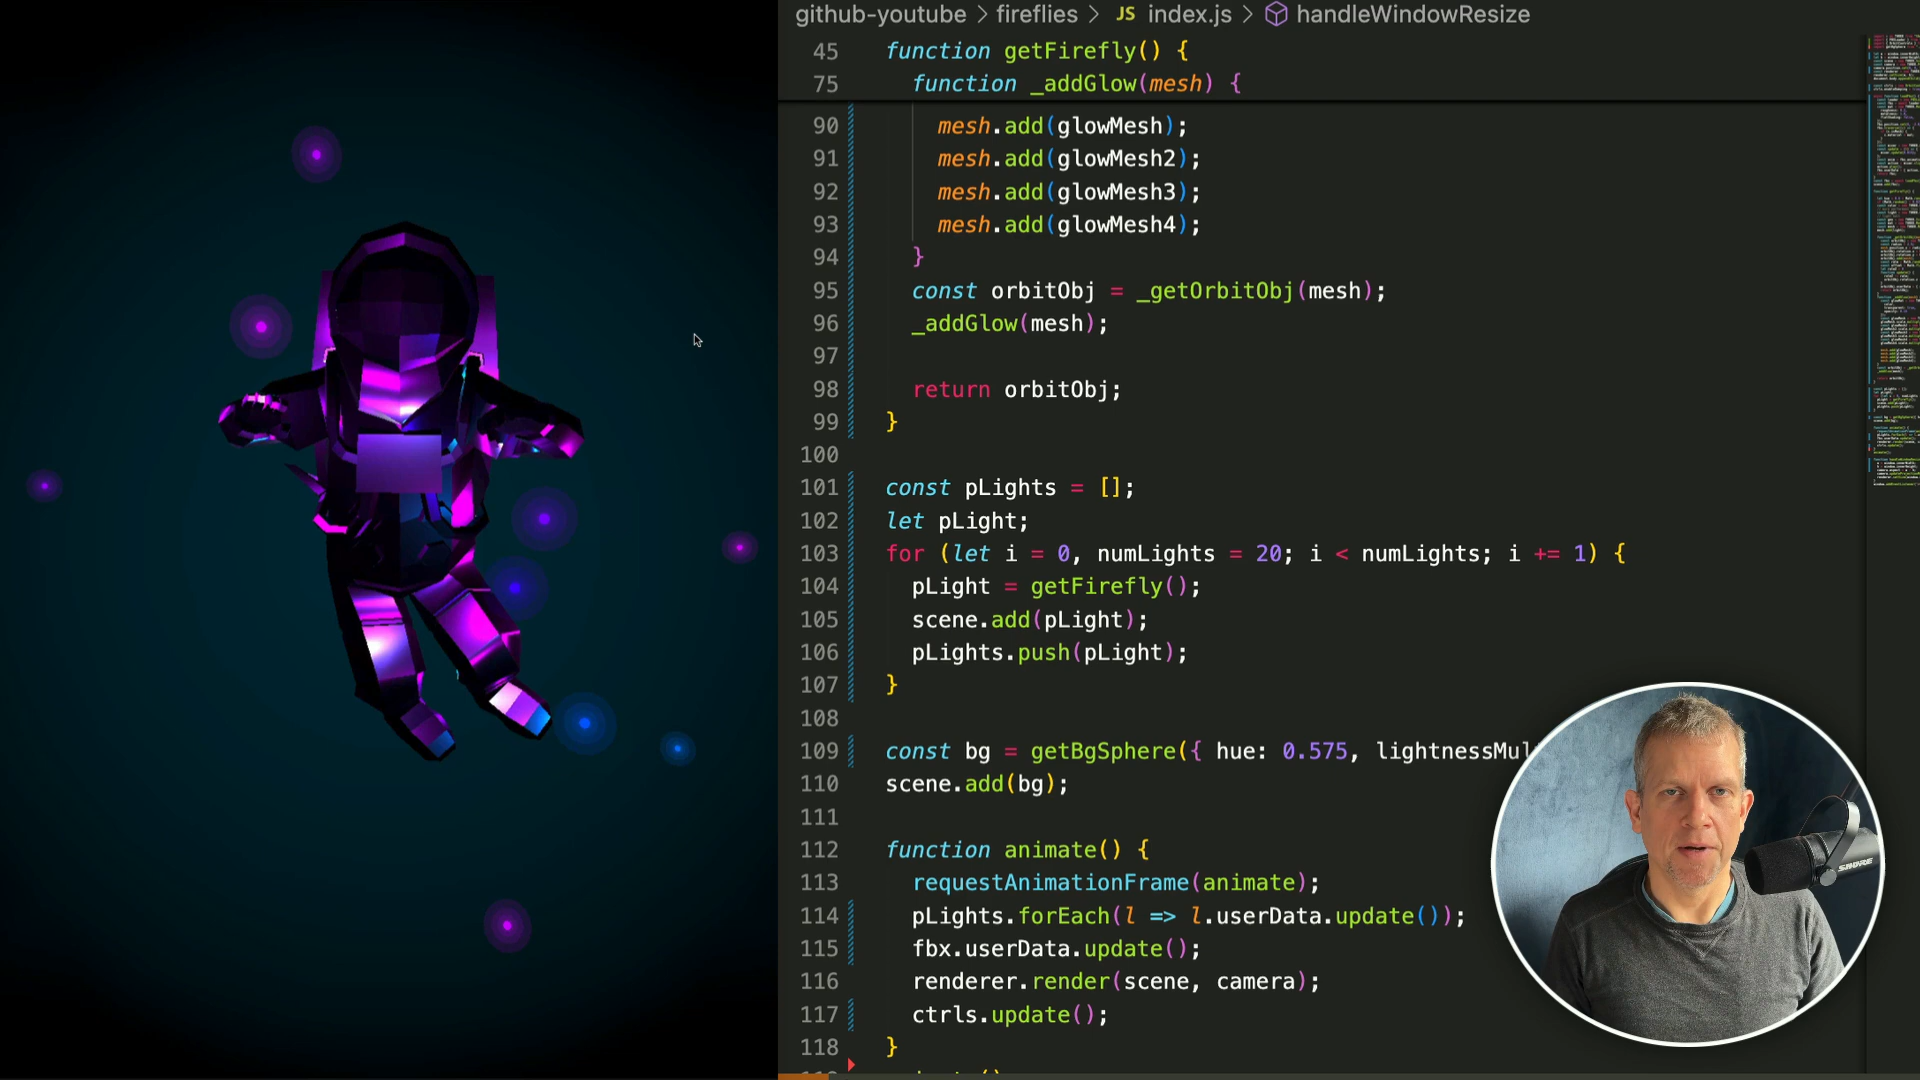 github-youtube > fireflies > JS index.js > handleWindowResize
45 function getFirefly() {
75 function _addGlow(mesh) {
90 mesh.add(glowMesh);
91 mesh.add(glowMesh2);
92 mesh.add(glowMesh3);
93 mesh.add(glowMesh4);
94 }
95 const orbitObj = _getOrbitObj(mesh);
96 _addGlow(mesh);
97
98 return orbitObj;
99 }
100
101 const pLights = [];
102 let pLight;
103 for (let i = 0, numLights = 20; i < numLights; i += 1) {
104 pLight = getFirefly();
105 scene.add(pLight);
106 pLights.push(pLight);
107 }
108
109 const bg = getBgSphere({ hue: 0.575, lightnessMul
110 scene.add(bg);
111
112 function animate() {
113 requestAnimationFrame(animate);
114 pLights.forEach(l => l.userData.update());
115 fbx.userData.update();
116 renderer.render(scene, camera);
117 ctrls.update();
118 }
SHURE